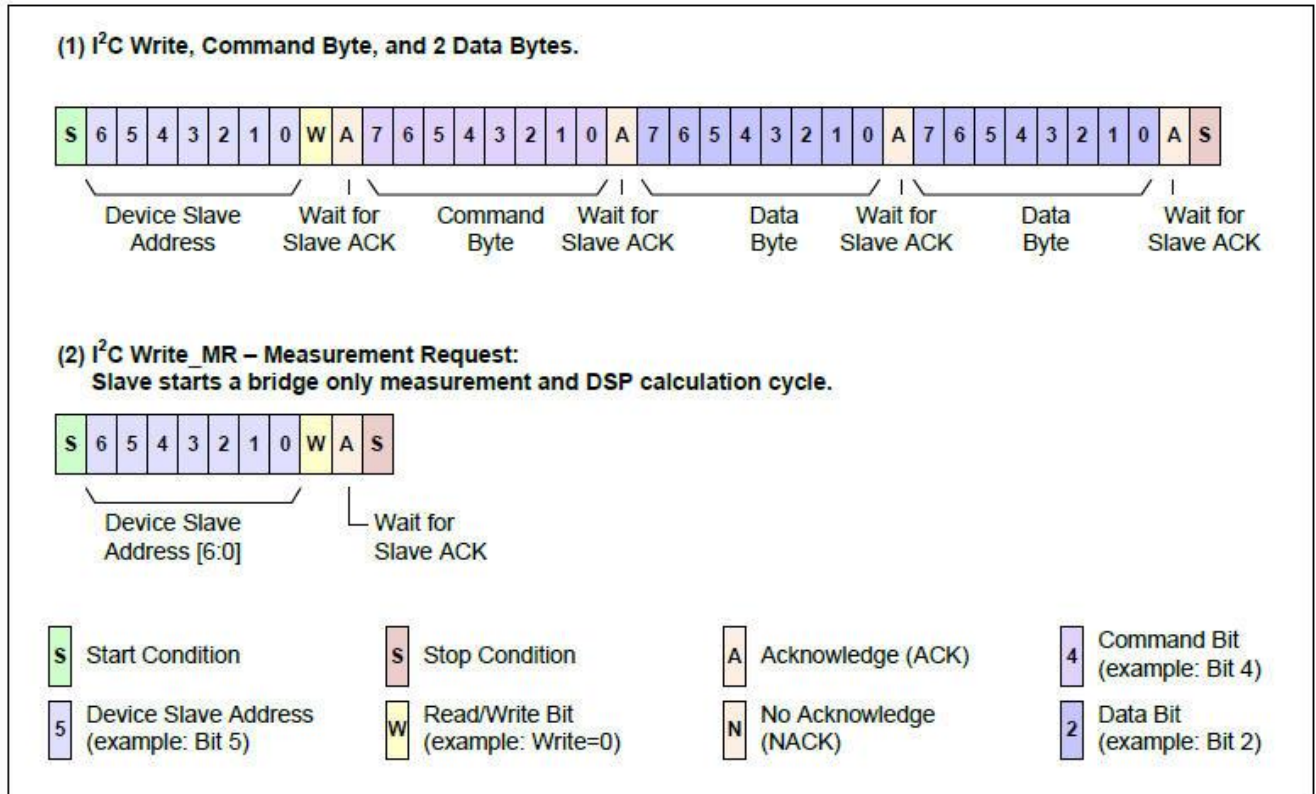 (1) I²C Write, Command Byte, and 2 Data Bytes.
S 6 5 4 3 2 1 0 W A 7 6 5 4 3 2 1 0 A 7 6 5 4 3 2 1 0 A 7 6 5 4 3 2 1 0 A S
Device Slave Wait for Command Wait for Data Wait for Data Wait for
Address Slave ACK Byte Slave ACK Byte Slave ACK Byte Slave ACK
(2) I²C Write_MR – Measurement Request:
Slave starts a bridge only measurement and DSP calculation cycle.
S 6 5 4 3 2 1 0 W A S
Device Slave Wait for
Address [6:0] Slave ACK
S Start Condition S Stop Condition A Acknowledge (ACK) 4 Command Bit
(example: Bit 4)
5 Device Slave Address W Read/Write Bit N No Acknowledge 2 Data Bit
(example: Bit 5) (example: Write=0) (NACK) (example: Bit 2)